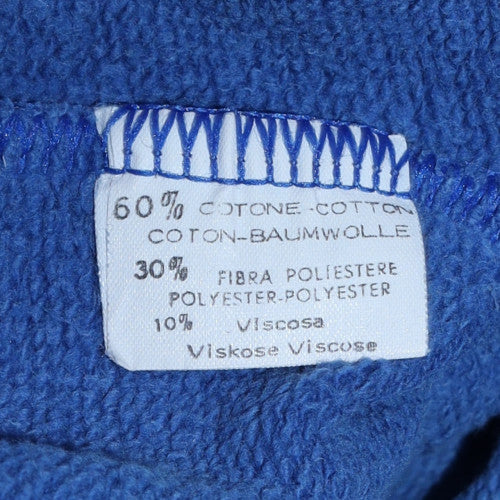 60% COTONE-COTTON
COTON-BAUMWOLLE
30% FIBRA POLIESTERE
POLYESTER-POLYESTER
10% Viscosa
Viskose Viscose